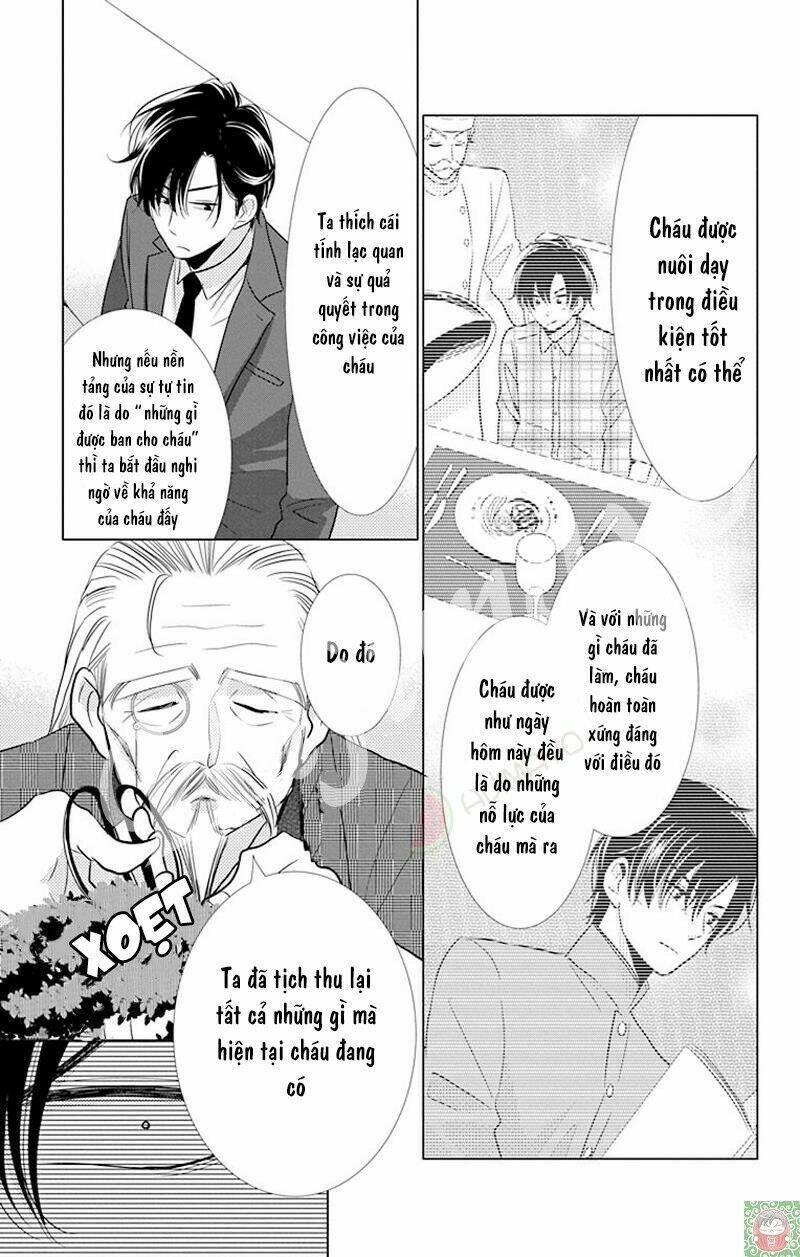 Cháu được
nuôi dạy
trong điều
kiện tốt
nhất có thể
Và với những
gì cháu đã
làm, cháu
hoàn toàn
xứng đáng
với điều đó
Cháu được
như ngày
hôm này đều
là do những
nỗ lực của
cháu mà ra
Ta thích cái
tính lạc quan
và sự quả
quyết trong
công việc của
cháu
Nhưng nếu nền
tảng của sự tự tin
đó là do "những gì
được ban cho cháu"
thì ta bắt đầu nghi
ngờ về khả năng
của cháu đấy
Do đó
XOẸT
Ta đã tịch thu lại
tất cả những gì mà
hiện tại cháu đang
có